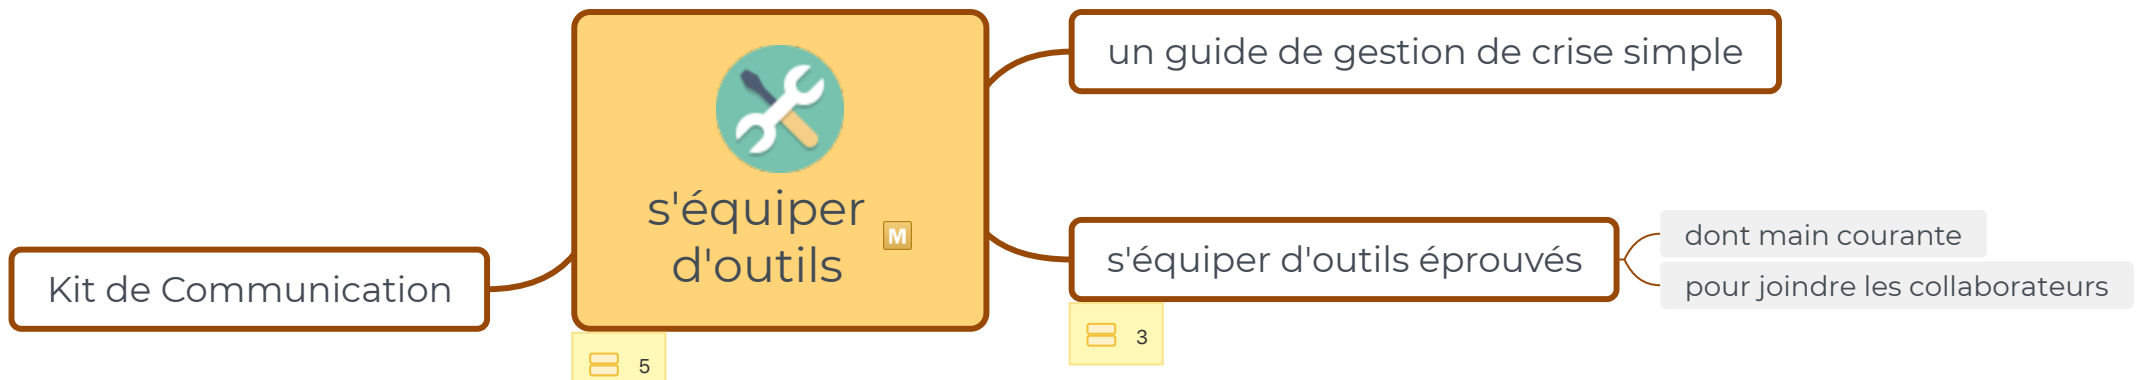 un guide de gestion de crise simple
s'équiper
d'outils
M
Kit de Communication
s'équiper d'outils éprouvés
dont main courante
pour joindre les collaborateurs
3
5